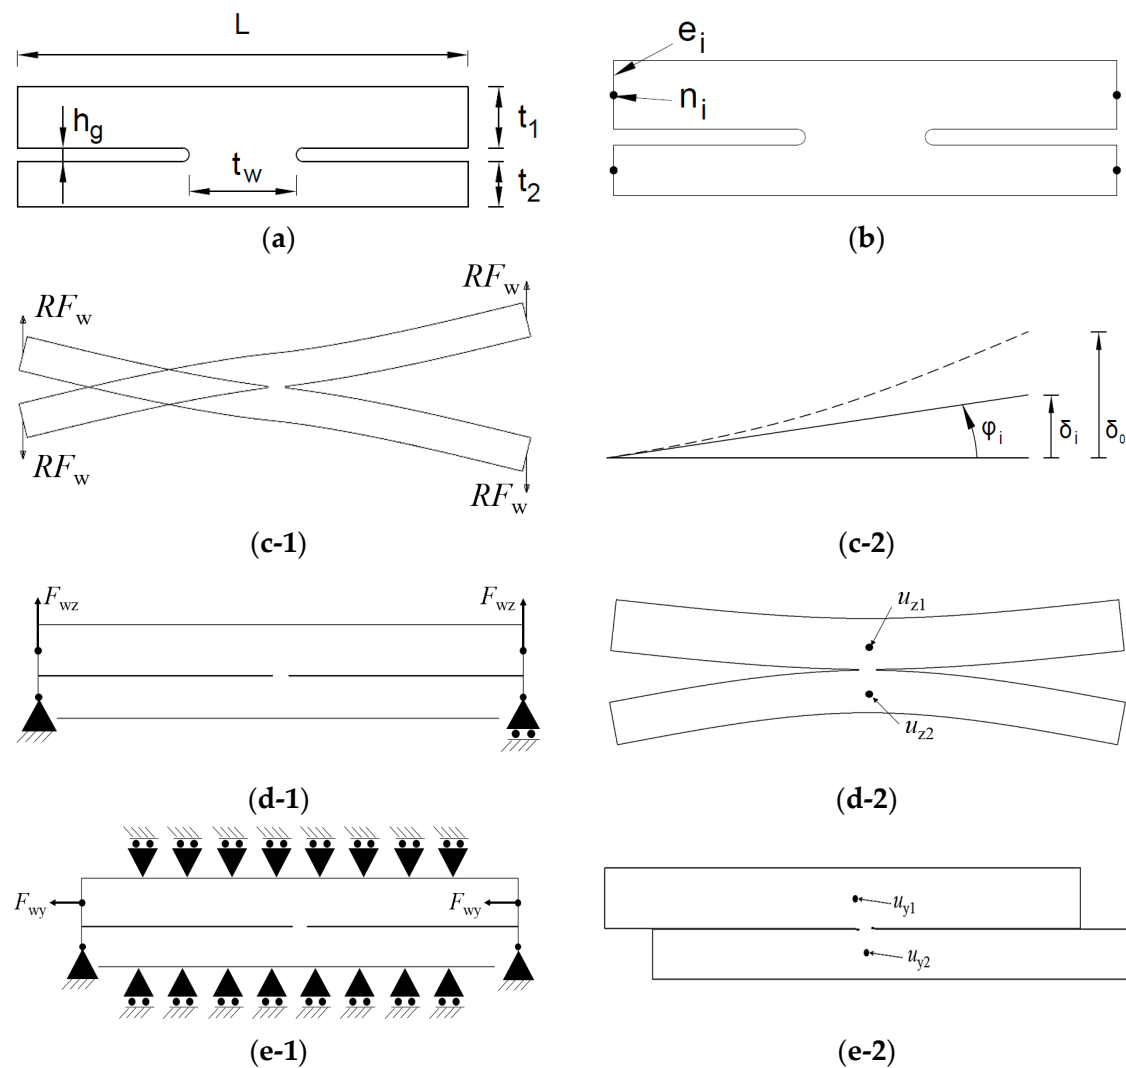 L
h_g
t_1
t_w
t_2
(a)
e_i
n_i
(b)
RF_w
RF_w
RF_w
RF_w
(c-1)
φ_i
δ_i
δ_0
(c-2)
F_wz
F_wz
(d-1)
u_z1
u_z2
(d-2)
F_wy
F_wy
(e-1)
u_y1
u_y2
(e-2)